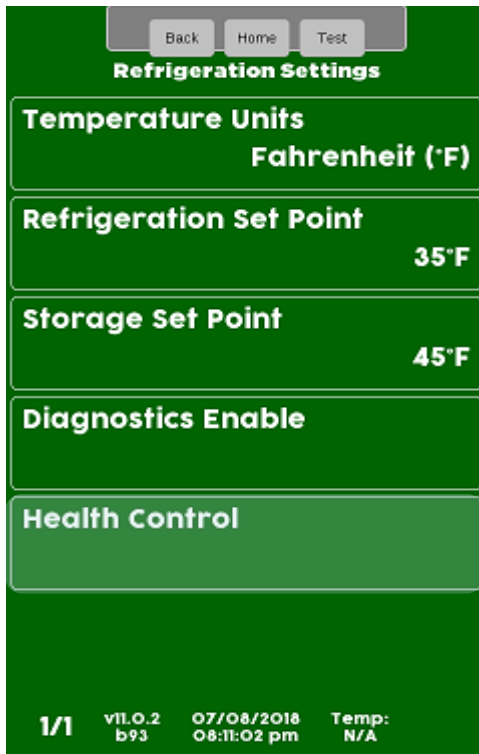 Back Home Test
Refrigeration Settings
Temperature Units
Fahrenheit (°F)
Refrigeration Set Point
35°F
Storage Set Point
45°F
Diagnostics Enable
Health Control
1/1 v11.0.2 07/08/2018 Temp:
b93 08:11:02 pm N/A